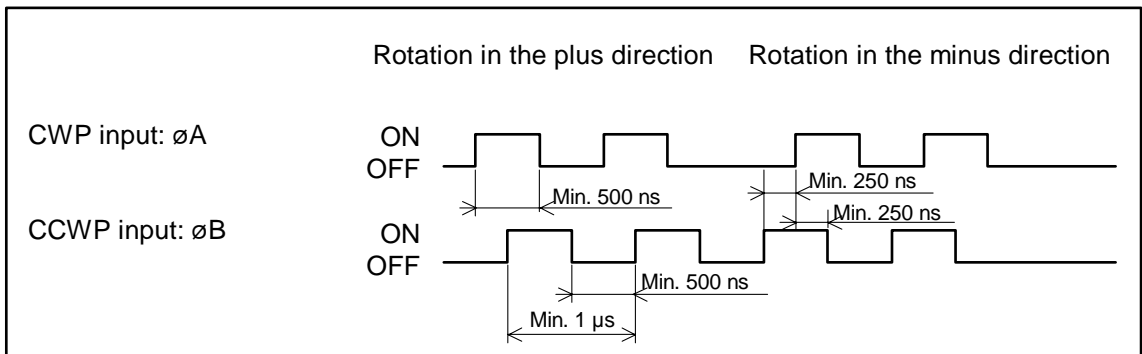 Rotation in the plus direction Rotation in the minus direction
CWP input: øA ON
OFF
Min. 500 ns
Min. 250 ns
Min. 250 ns
CCWP input: øB ON
OFF
Min. 500 ns
Min. 1 µs